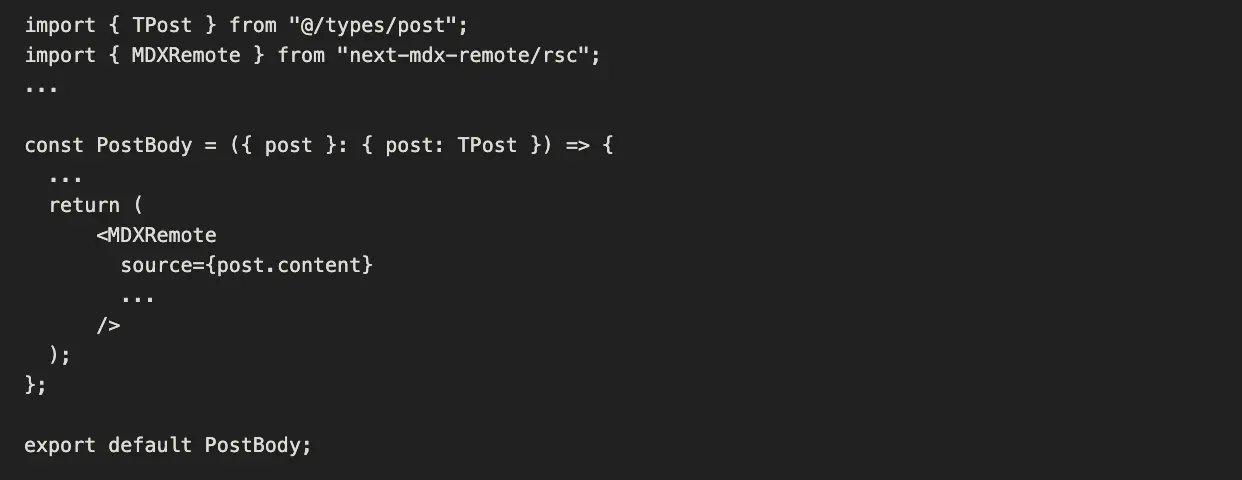 import { TPost } from "@/types/post";
import { MDXRemote } from "next-mdx-remote/rsc";
...

const PostBody = ({ post }: { post: TPost }) => {
  ...
  return (
      <MDXRemote
        source={post.content}
        ...
      />
  );
};

export default PostBody;